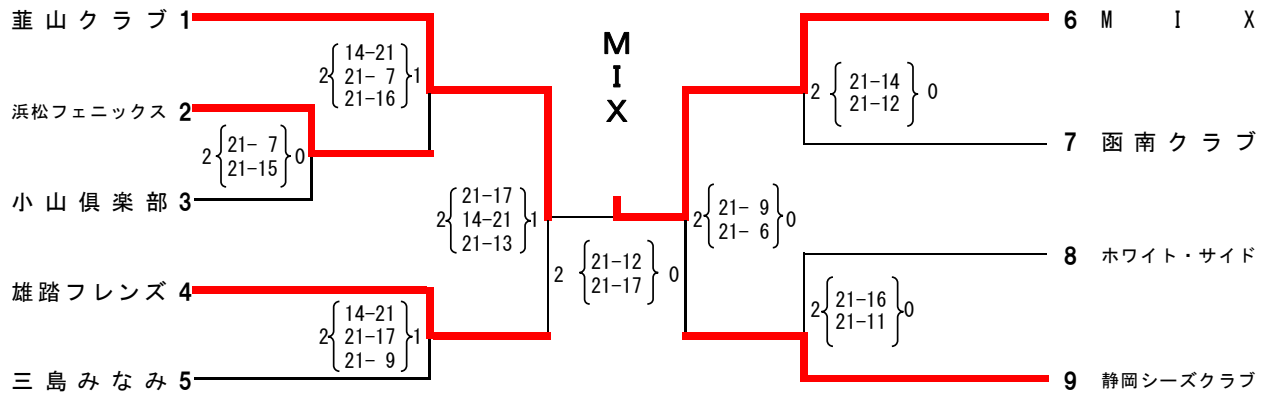 韮山クラブ 1
浜松フェニックス 2
小山倶楽部 3
雄踏フレンズ 4
三島みなみ 5
14-21
2 21- 7 1
21-16
21- 7
2 0
21-15
21-17
2 14-21 1
21-13
14-21
2 21-17 1
21- 9
MIX
21-12
2 0
21-17
21- 9
2 0
21- 6
21-14
2 0
21-12
21-16
2 0
21-11
6 M I X
7 函南クラブ
8 ホワイト・サイド
9 静岡シーズクラブ